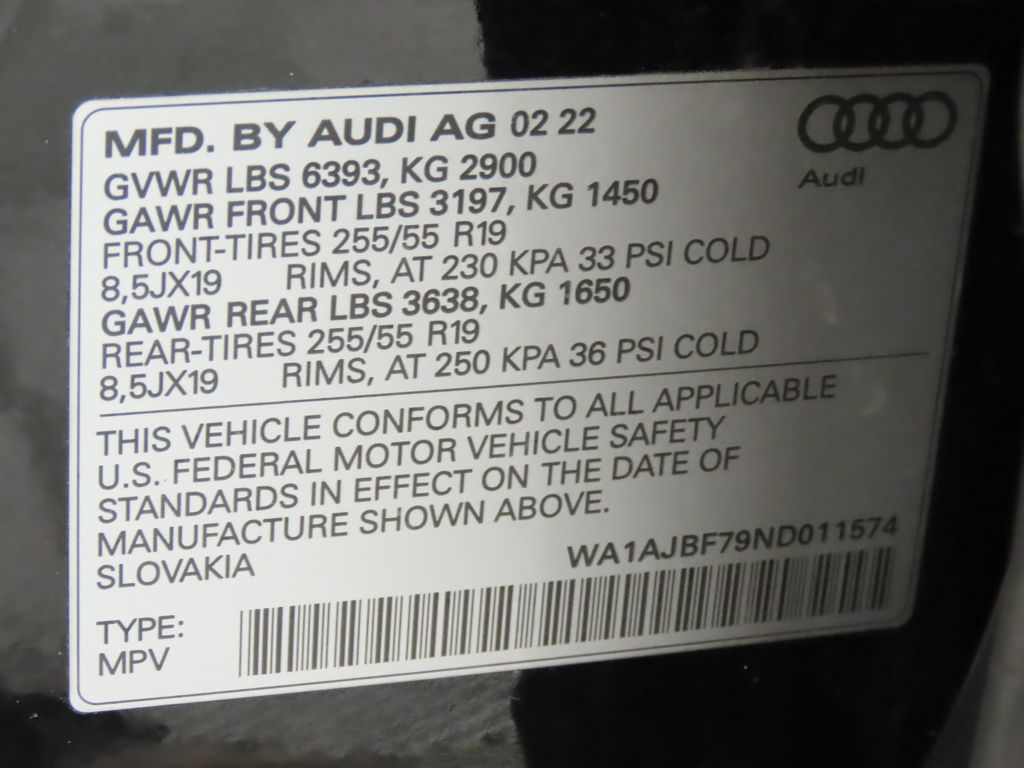 MFD. BY AUDI AG 02 22
Audi
GVWR LBS 6393, KG 2900
GAWR FRONT LBS 3197, KG 1450
FRONT-TIRES 255/55 R19
8,5JX19 RIMS, AT 230 KPA 33 PSI COLD
GAWR REAR LBS 3638, KG 1650
REAR-TIRES 255/55 R19
8,5JX19 RIMS, AT 250 KPA 36 PSI COLD
THIS VEHICLE CONFORMS TO ALL APPLICABLE
U.S. FEDERAL MOTOR VEHICLE SAFETY
STANDARDS IN EFFECT ON THE DATE OF
MANUFACTURE SHOWN ABOVE.
SLOVAKIA
WA1AJBF79ND011574
TYPE:
MPV